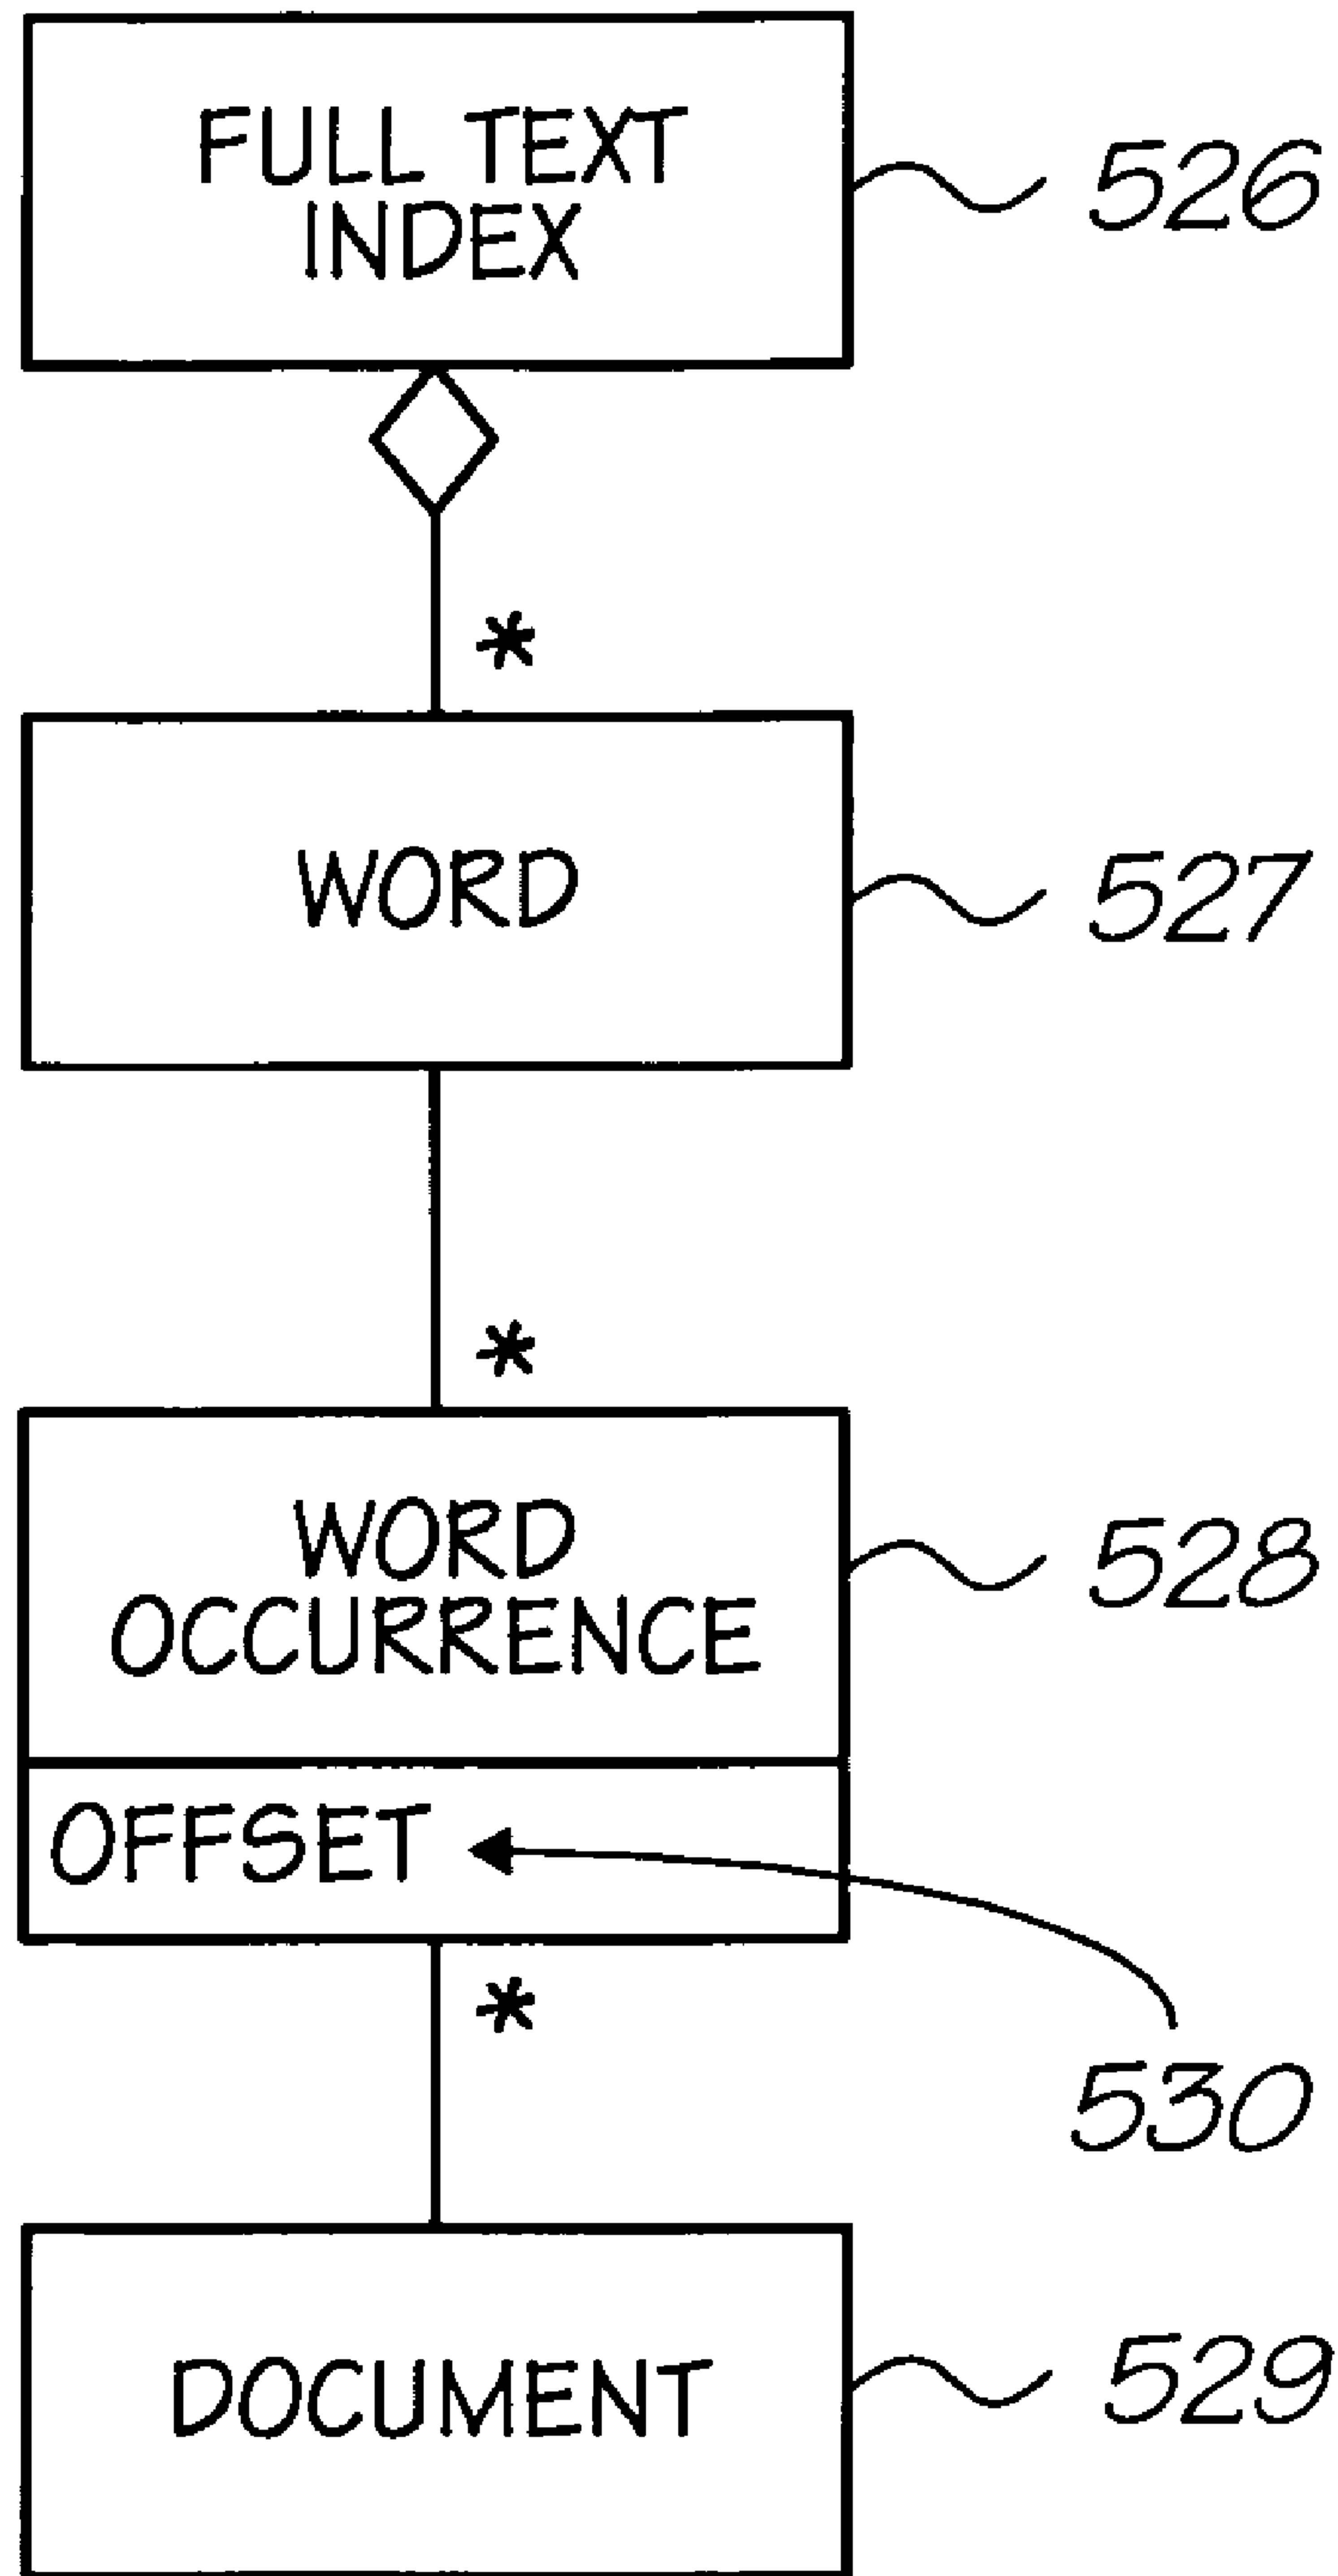 FULL TEXT
INDEX
526
*
WORD
527
*
WORD
OCCURRENCE
528
OFFSET
*
530
DOCUMENT
529